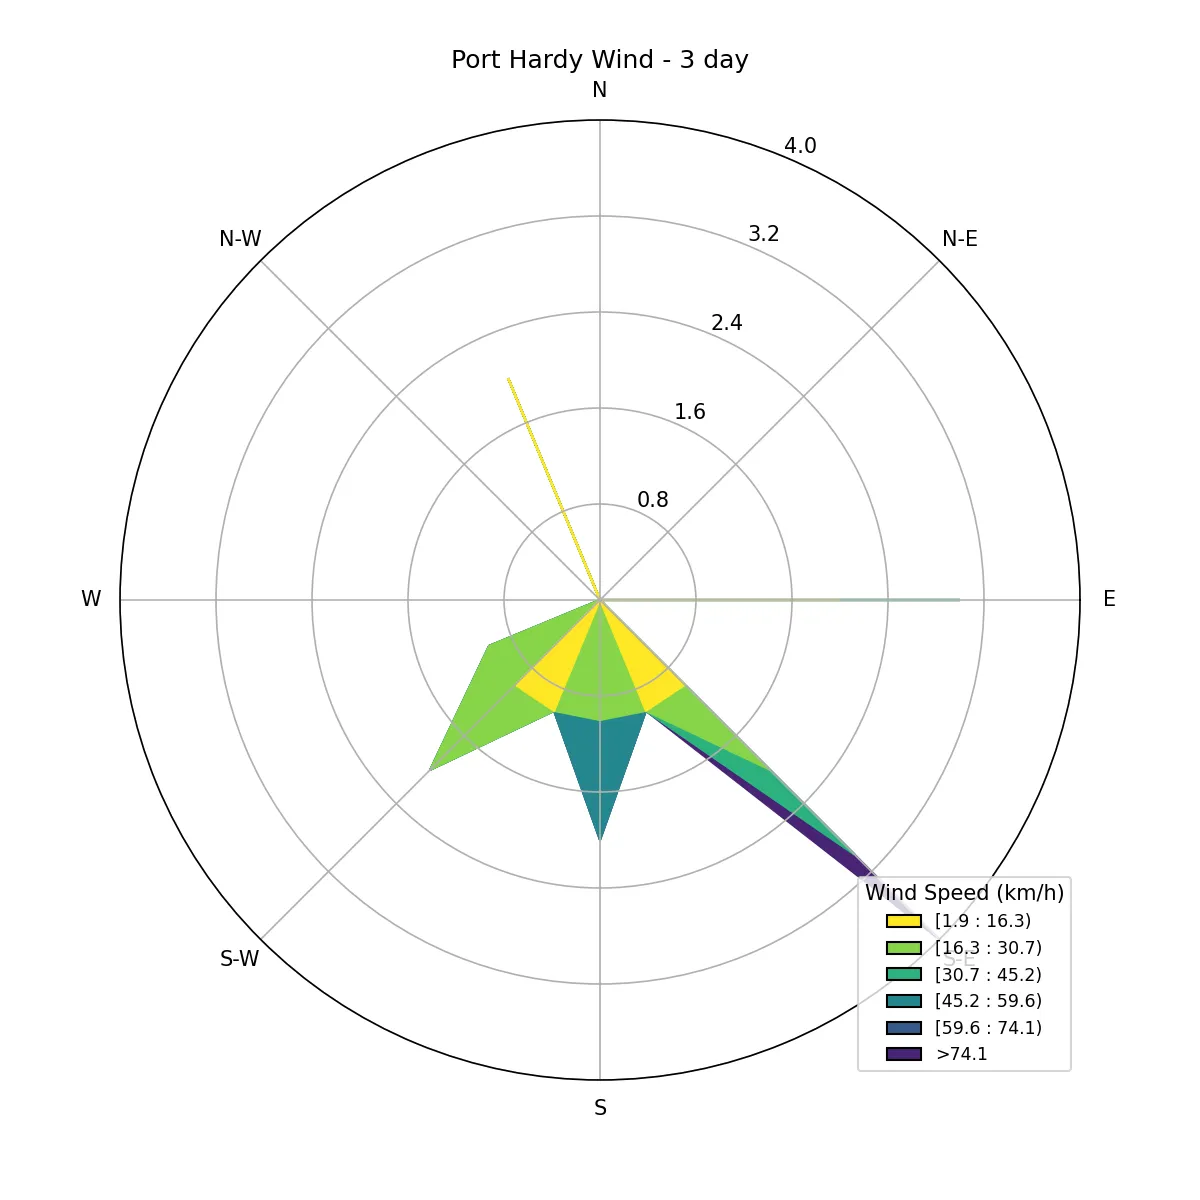 Port Hardy Wind - 3 day
N
4.0
N-W
3.2
N-E
2.4
1.6
0.8
W
E
S-W
S-E
Wind Speed (km/h)
[1.9 : 16.3)
[16.3 : 30.7)
[30.7 : 45.2)
[45.2 : 59.6)
[59.6 : 74.1)
>74.1
S